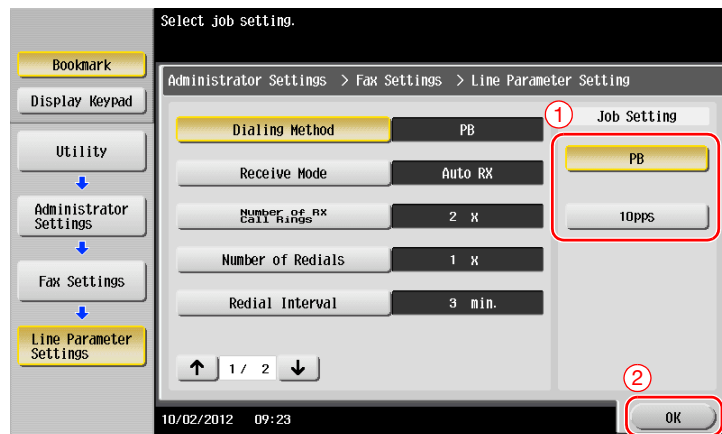 Select job setting.
Bookmark
Display Keypad
Utility
Administrator
Settings
Fax Settings
Line Parameter
Settings
Administrator Settings > Fax Settings > Line Parameter Setting
Dialing Method PB
Receive Mode Auto RX
Number of RX
Call Rings 2 X
Number of Redials 1 X
Redial Interval 3 min.
↑ 1/ 2 ↓
1
Job Setting
PB
10pps
2
OK
10/02/2012 09:23